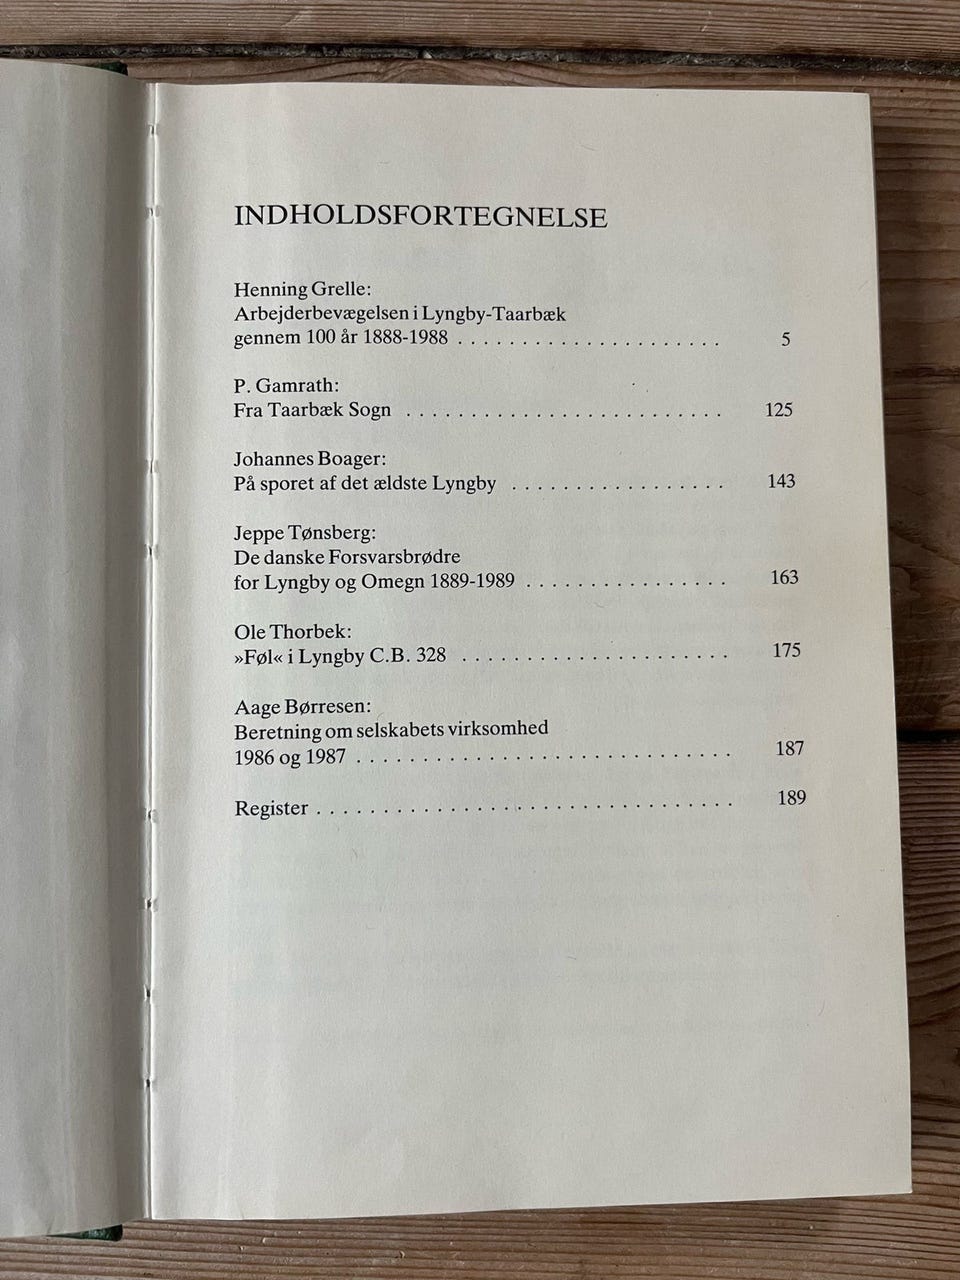 INDHOLDSFORTEGNELSE
Henning Grelle:
Arbejderbevægelsen i Lyngby-Taarbæk
gennem 100 år 1888-1988 . . . . . . . . . . . . . . . . . . . . . 5
P. Gamrath:
Fra Taarbæk Sogn . . . . . . . . . . . . . . . . . . . . . . . . . 125
Johannes Boager:
På sporet af det ældste Lyngby . . . . . . . . . . . . . . . . . 143
Jeppe Tønsberg:
De danske Forsvarsbrødre
for Lyngby og Omegn 1889-1989 . . . . . . . . . . . . . . . . 163
Ole Thorbek:
»Føl« i Lyngby C.B. 328 . . . . . . . . . . . . . . . . . . . . . 175
Aage Børresen:
Beretning om selskabets virksomhed
1986 og 1987 . . . . . . . . . . . . . . . . . . . . . . . . . . . . . 187
Register . . . . . . . . . . . . . . . . . . . . . . . . . . . . . . . . 189